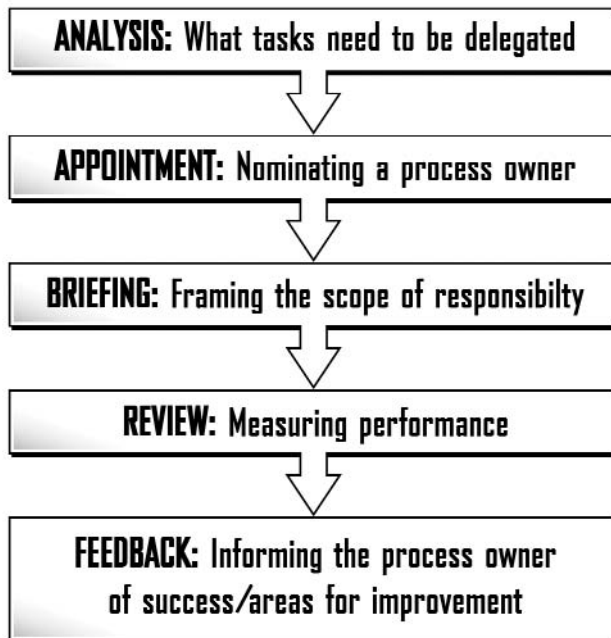 ANALYSIS: What tasks need to be delegated
APPOINTMENT: Nominating a process owner
BRIEFING: Framing the scope of responsibilty
REVIEW: Measuring performance
FEEDBACK: Informing the process owner
of success/areas for improvement